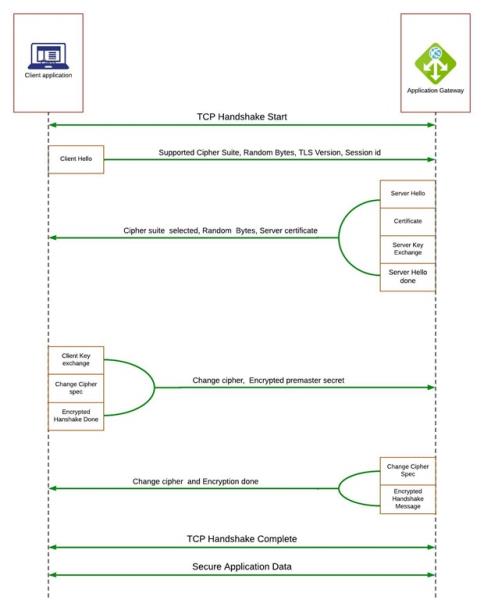 Client application
Application Gateway
TCP Handshake Start
Client Hello
Supported Cipher Suite, Random Bytes, TLS Version, Session id
Server Hello
Certificate
Server Key
Exchange
Server Hello
done
Cipher suite selected, Random Bytes, Server certificate
Client Key
exchange
Change Cipher
spec
Encrypted
Hanshake Done
Change cipher, Encrypted premaster secret
Change Cipher
Spec
Encrypted
Handshake
Message
Change cipher and Encryption done
TCP Handshake Complete
Secure Application Data